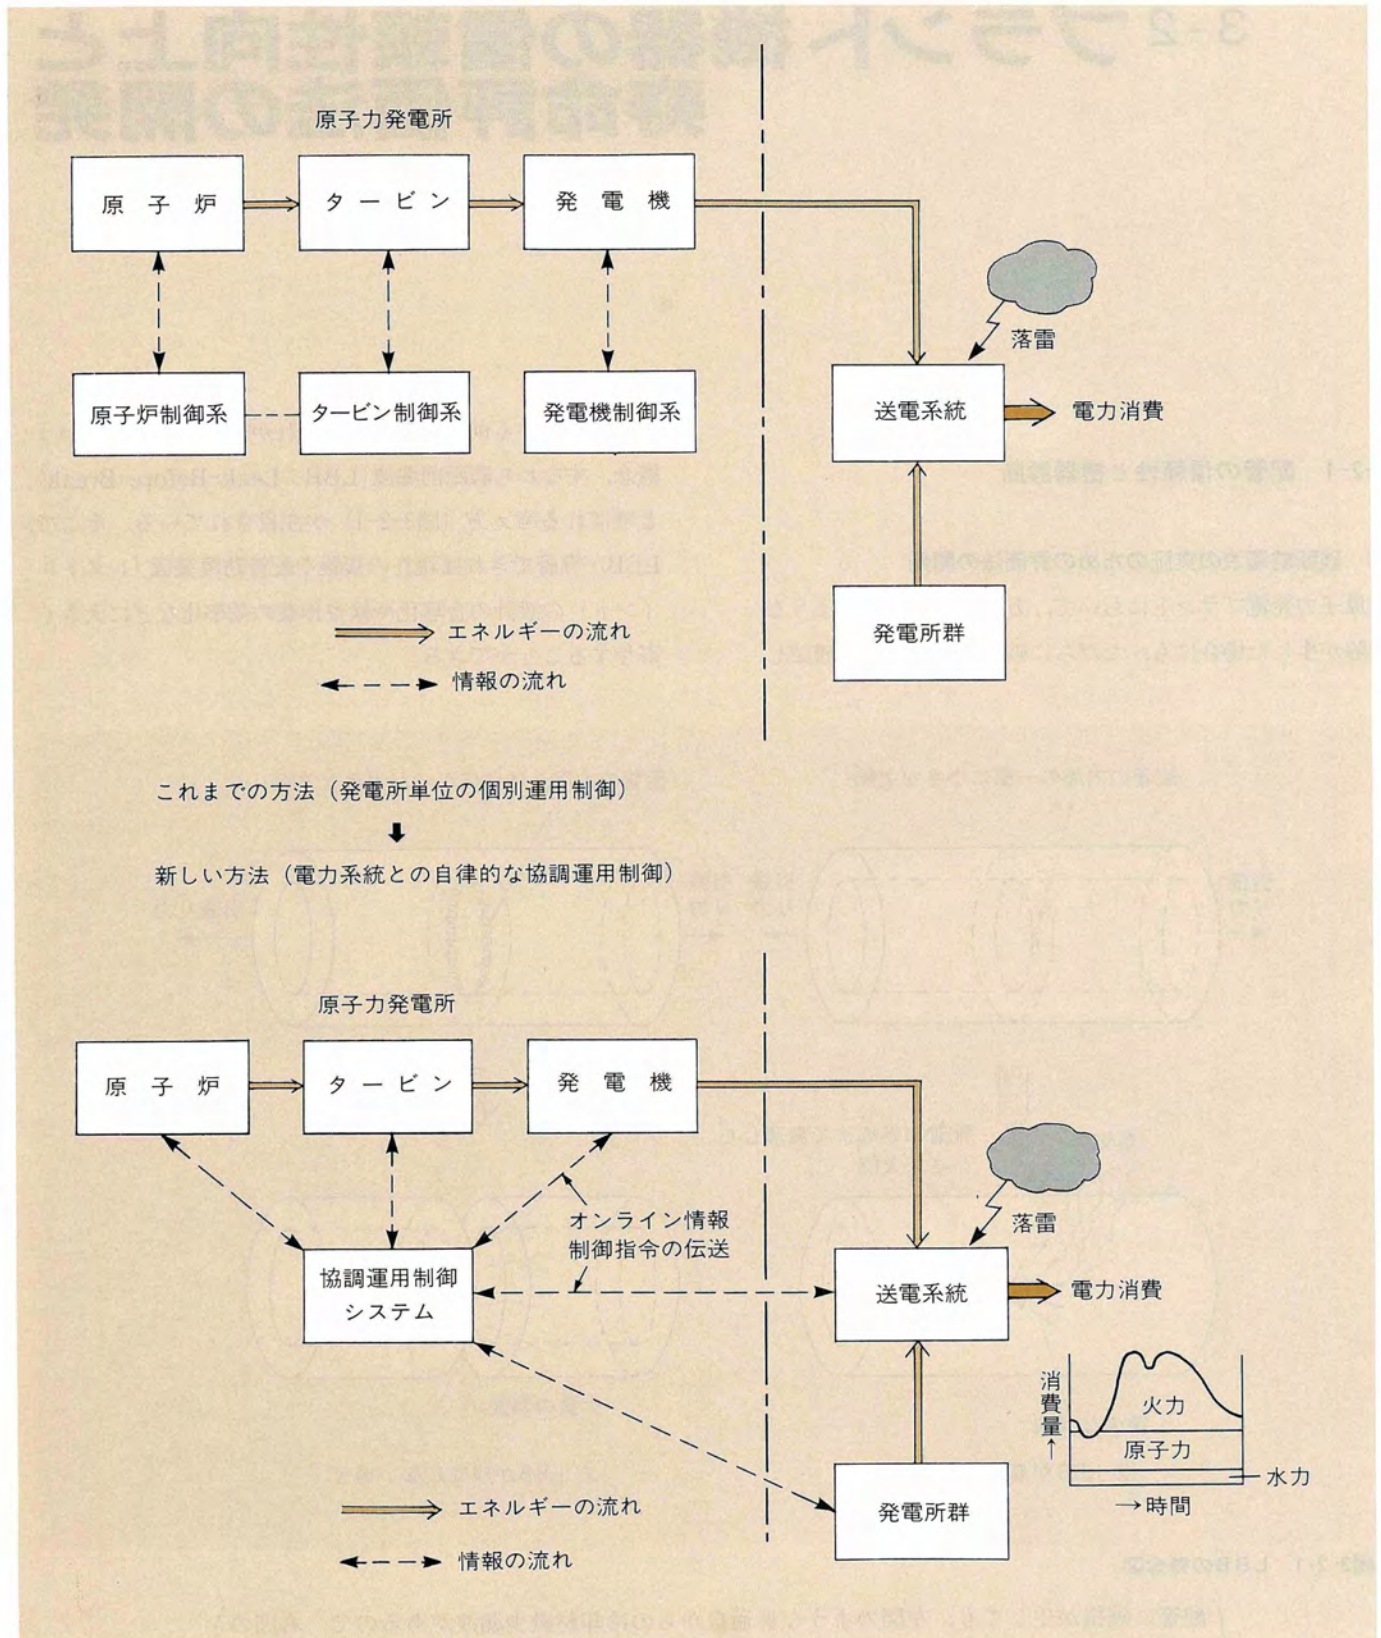 原子力発電所
原子炉
タービン
発電機
原子炉制御系
タービン制御系
発電機制御系
落雷
送電系統
電力消費
発電所群
エネルギーの流れ
情報の流れ
これまでの方法（発電所単位の個別運用制御）
新しい方法（電力系統との自律的な協調運用制御）
原子力発電所
原子炉
タービン
発電機
オンライン情報
制御指令の伝送
協調運用制御
システム
落雷
送電系統
電力消費
発電所群
消費量→
火力
原子力
水力
→時間
エネルギーの流れ
情報の流れ